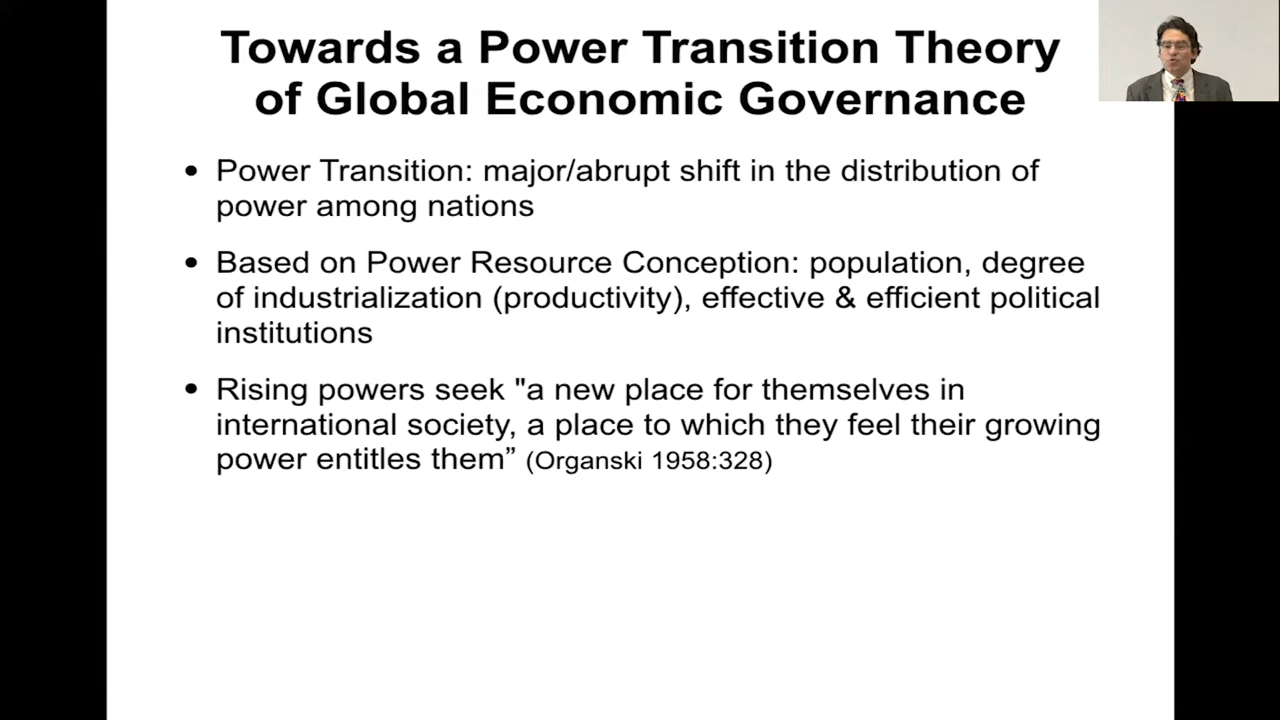 Towards a Power Transition Theory
of Global Economic Governance
• Power Transition: major/abrupt shift in the distribution of
power among nations
• Based on Power Resource Conception: population, degree
of industrialization (productivity), effective & efficient political
institutions
• Rising powers seek "a new place for themselves in
international society, a place to which they feel their growing
power entitles them” (Organski 1958:328)